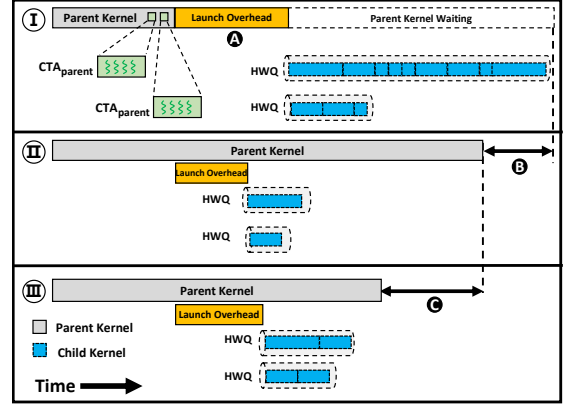 I
Parent Kernel
Launch Overhead
Parent Kernel Waiting
A
CTAparent
HWQ
CTAparent
HWQ
II
Parent Kernel
B
Launch Overhead
HWQ
HWQ
III
Parent Kernel
C
Launch Overhead
Parent Kernel
HWQ
Child Kernel
HWQ
Time